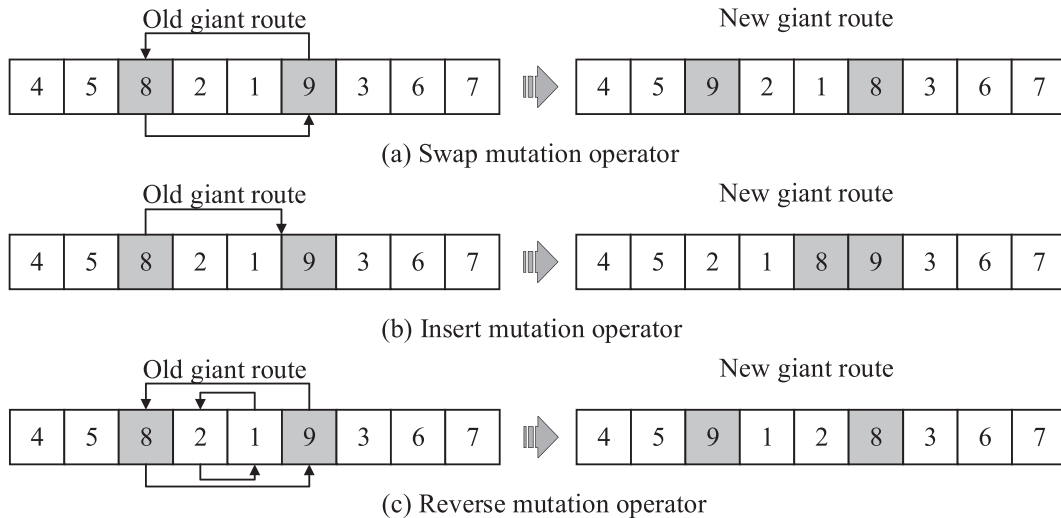 Old giant route New giant route
4 5 8 2 1 9 3 6 7 4 5 9 2 1 8 3 6 7
(a) Swap mutation operator
Old giant route New giant route
4 5 8 2 1 9 3 6 7 4 5 2 1 8 9 3 6 7
(b) Insert mutation operator
Old giant route New giant route
4 5 8 2 1 9 3 6 7 4 5 9 1 2 8 3 6 7
(c) Reverse mutation operator